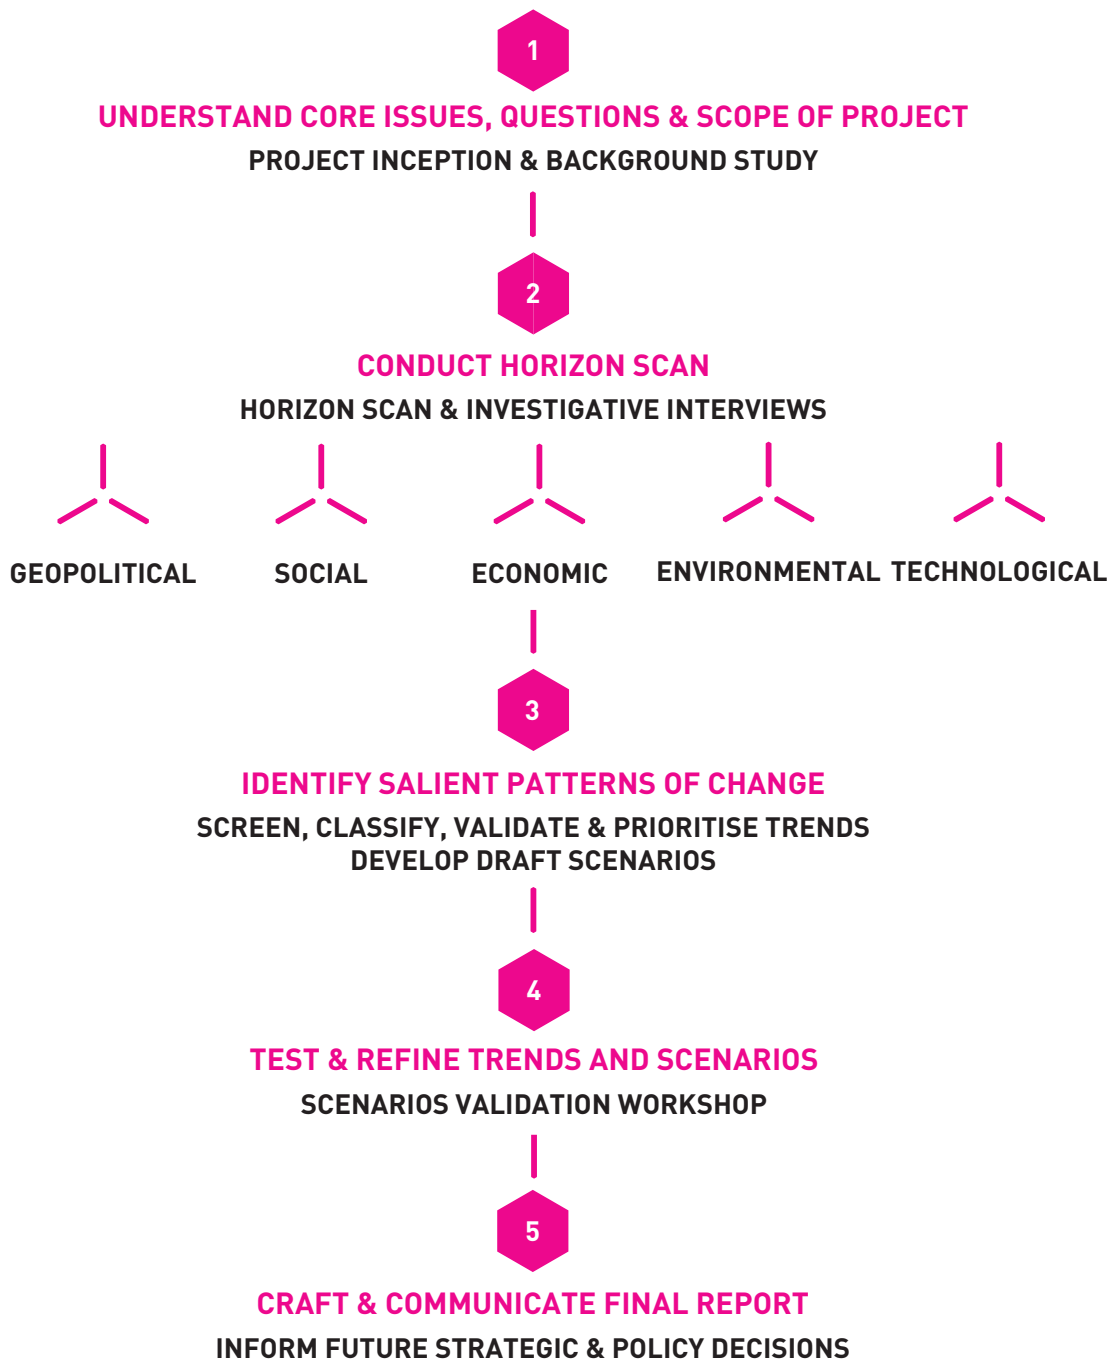 1
UNDERSTAND CORE ISSUES, QUESTIONS & SCOPE OF PROJECT
PROJECT INCEPTION & BACKGROUND STUDY
2
CONDUCT HORIZON SCAN
HORIZON SCAN & INVESTIGATIVE INTERVIEWS
GEOPOLITICAL SOCIAL ECONOMIC ENVIRONMENTAL TECHNOLOGICAL
3
IDENTIFY SALIENT PATTERNS OF CHANGE
SCREEN, CLASSIFY, VALIDATE & PRIORITISE TRENDS
DEVELOP DRAFT SCENARIOS
4
TEST & REFINE TRENDS AND SCENARIOS
SCENARIOS VALIDATION WORKSHOP
5
CRAFT & COMMUNICATE FINAL REPORT
INFORM FUTURE STRATEGIC & POLICY DECISIONS